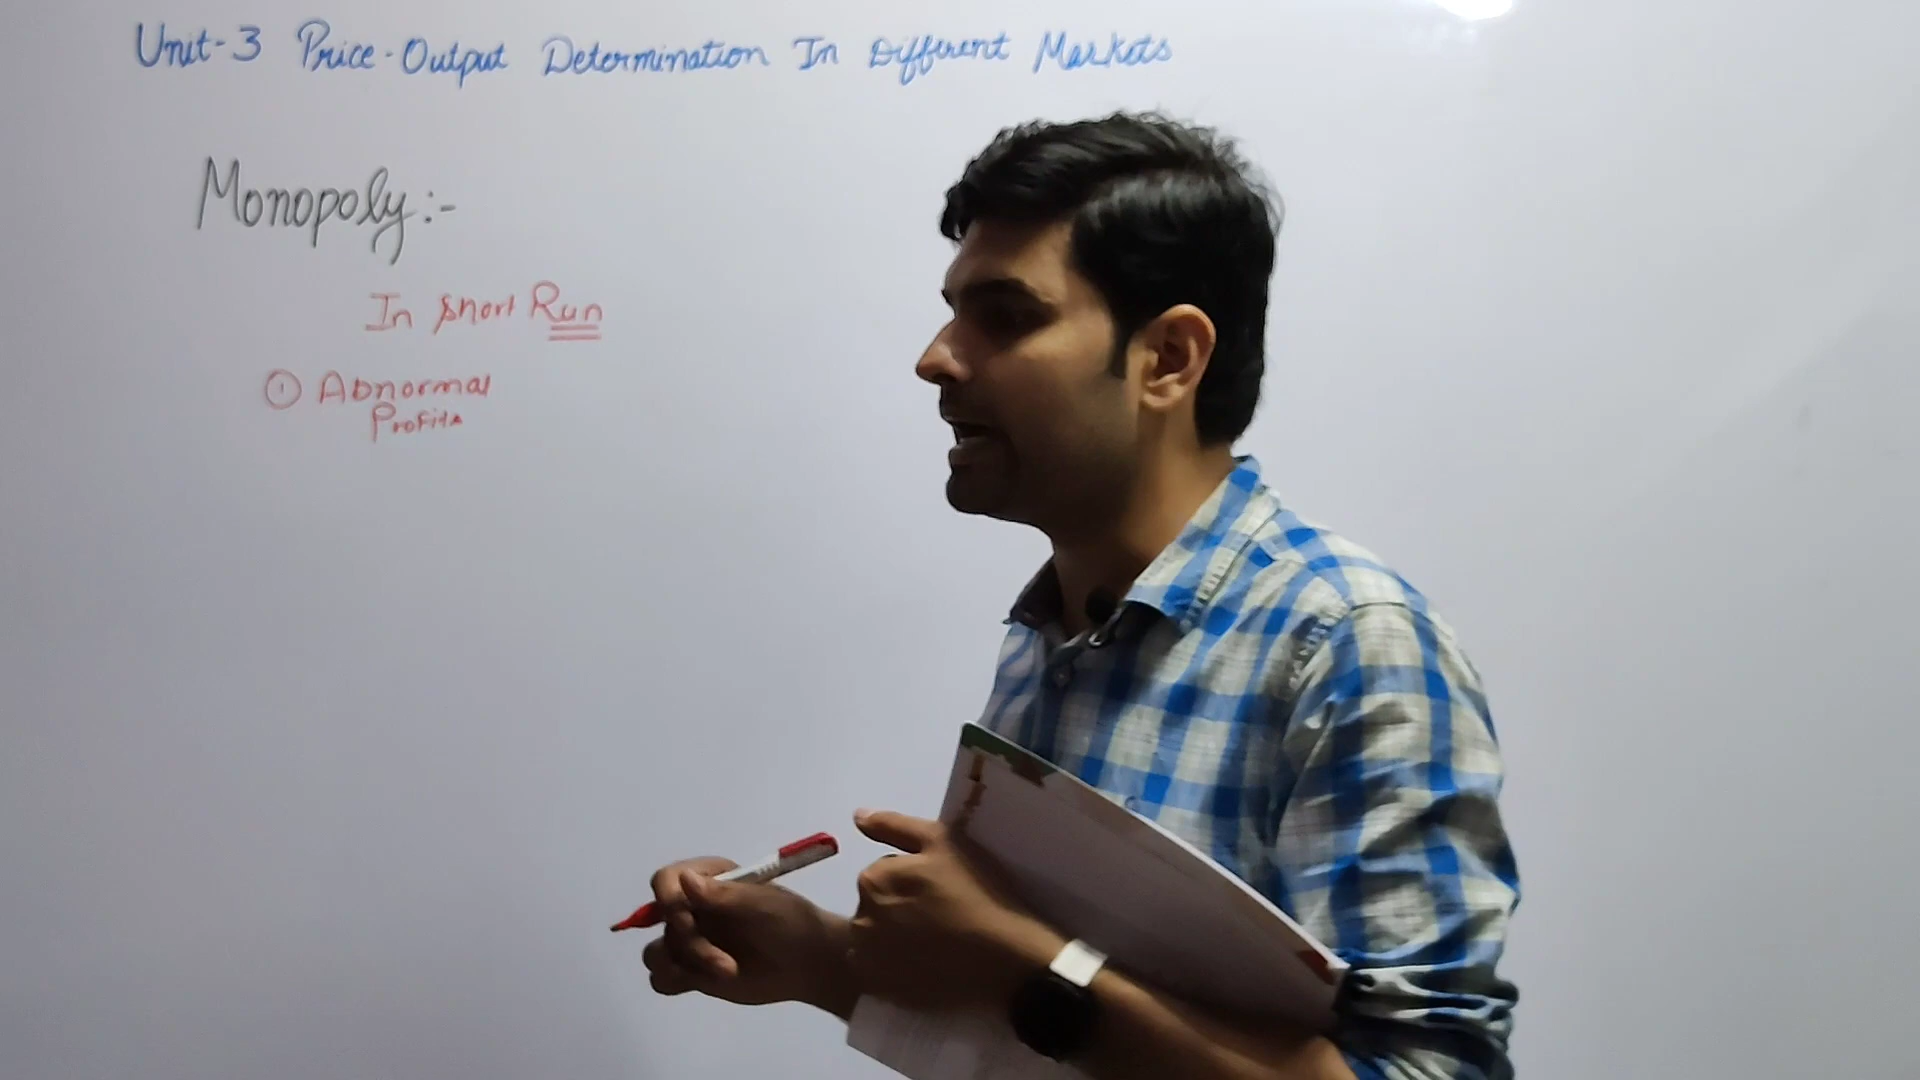 Unit-3 Price-Output Determination In Different Markets
Monopoly:-
In Short Run
① Abnormal
Profits